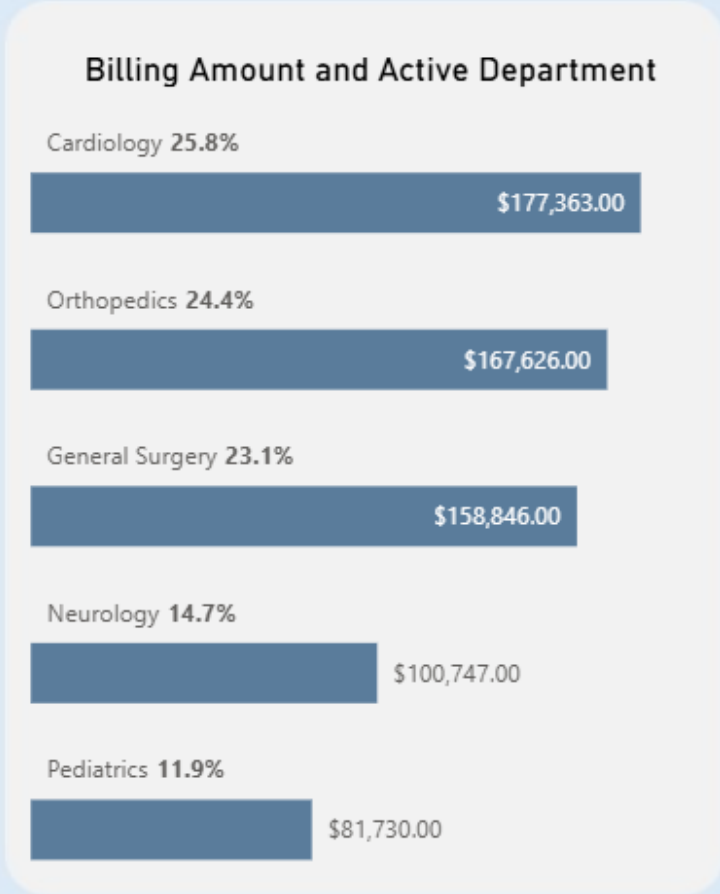 Billing Amount and Active Department
Cardiology 25.8%
$177,363.00
Orthopedics 24.4%
$167,626.00
General Surgery 23.1%
$158,846.00
Neurology 14.7%
$100,747.00
Pediatrics 11.9%
$81,730.00